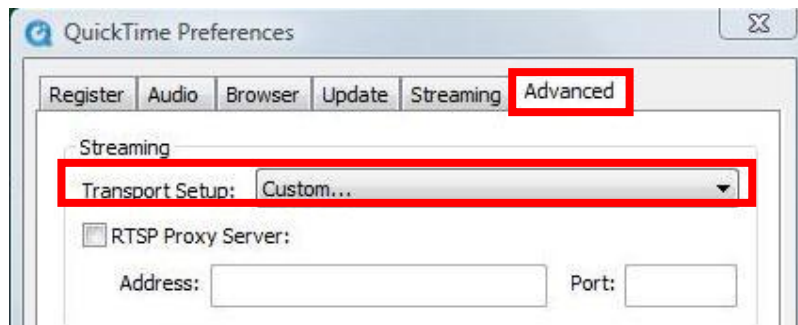 QuickTime Preferences
Register Audio Browser Update Streaming Advanced
Streaming
Transport Setup: Custom...
RTSP Proxy Server:
Address: Port: